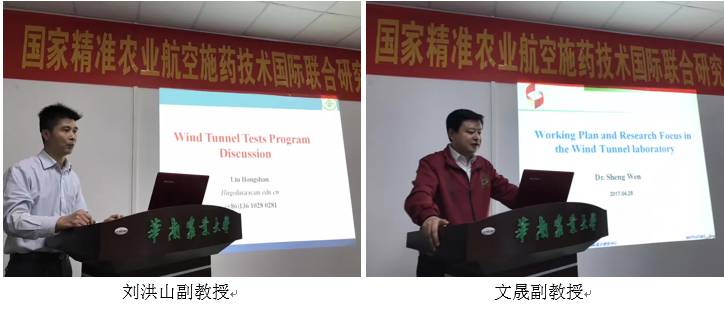 国家精准农业航空施药技术国际联合研究
Wind Tunnel Tests Program
Discussion
Liu Hongshan
华南农业大学
刘洪山副教授
国家精准农业航空施药技术国际联合研究
Working Plan and Research Focus in
the Wind Tunnel laboratory
Dr. Sheng Wen
2017.04.28
华南农业大学
文晟副教授